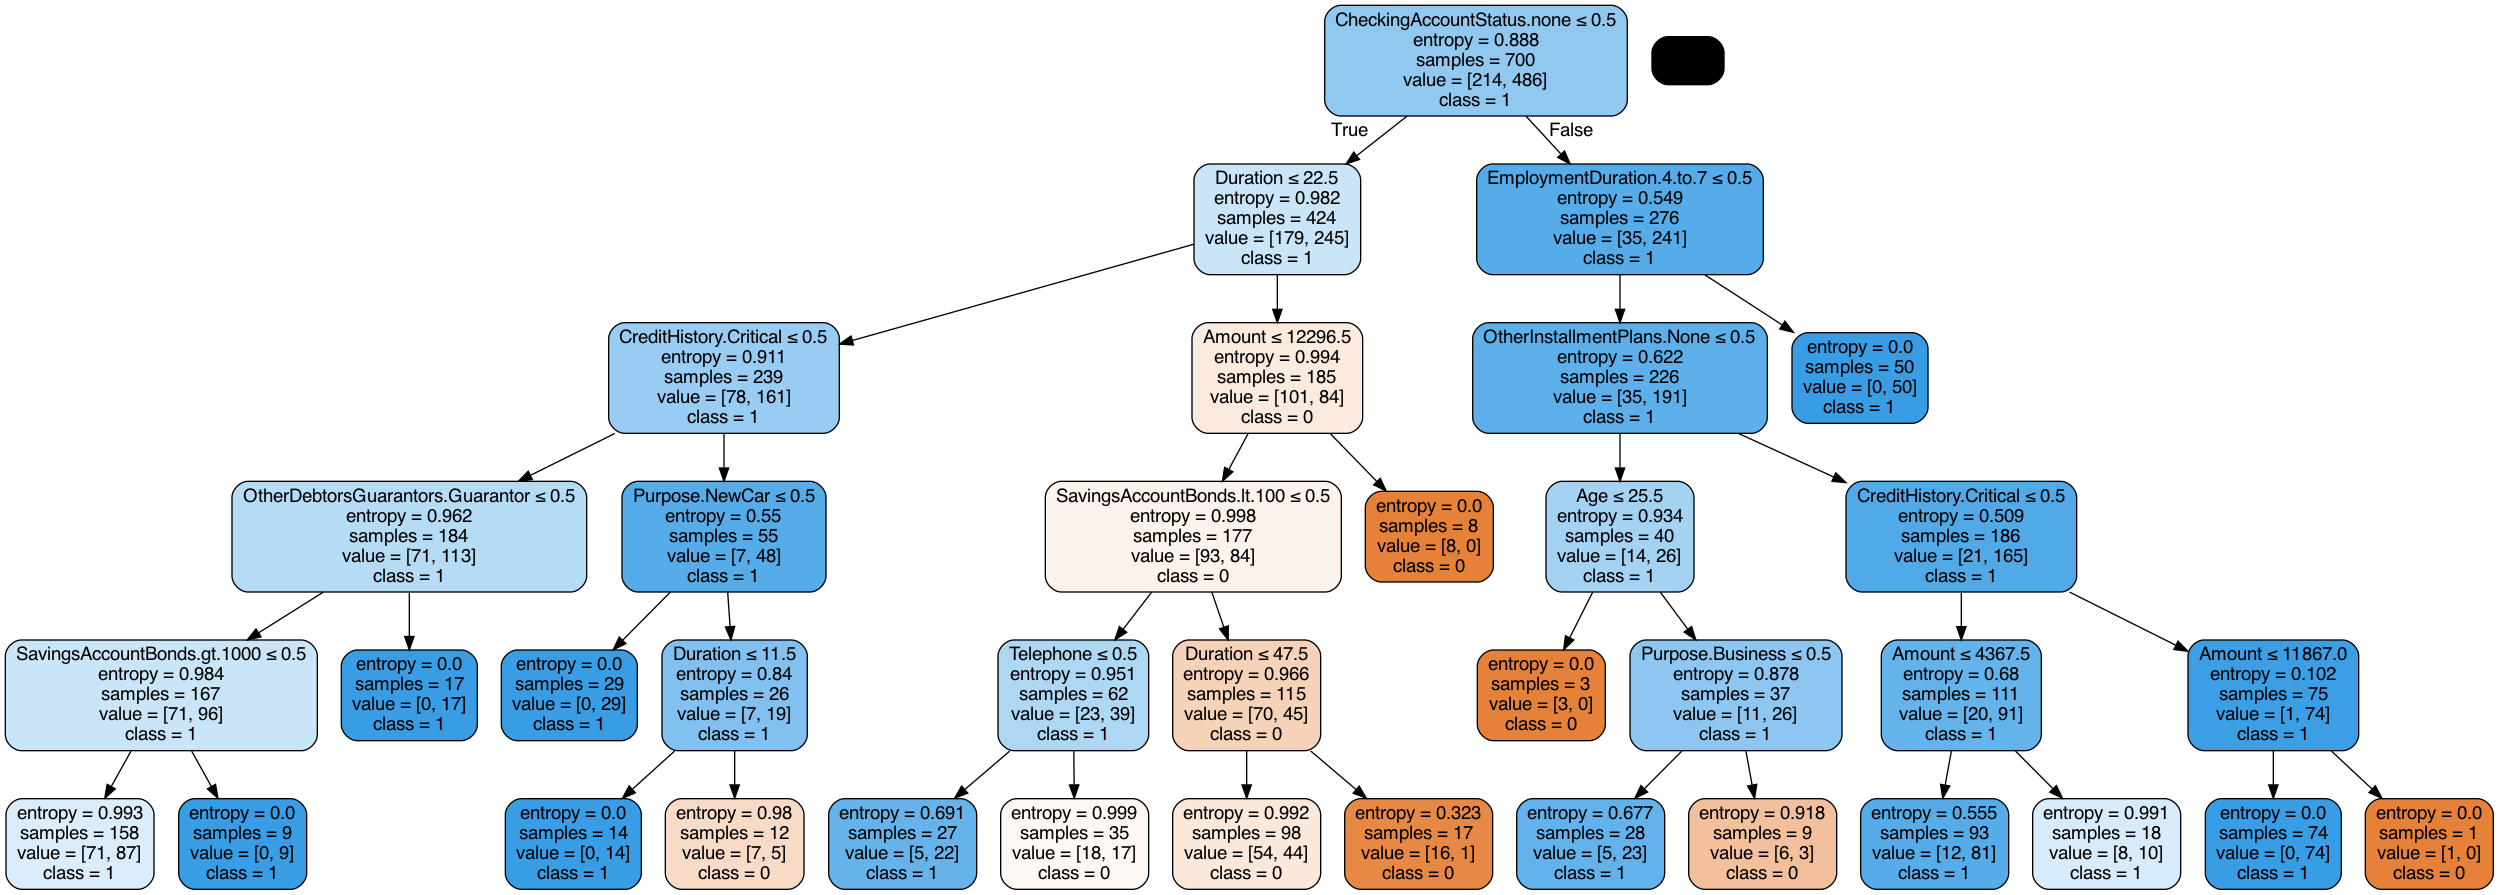 CheckingAccountStatus.none ≤ 0.5
entropy = 0.888
samples = 700
value = [214, 486]
class = 1
True
False
Duration ≤ 22.5
entropy = 0.982
samples = 424
value = [179, 245]
class = 1
EmploymentDuration.4.to.7 ≤ 0.5
entropy = 0.549
samples = 276
value = [35, 241]
class = 1
CreditHistory.Critical ≤ 0.5
entropy = 0.911
samples = 239
value = [78, 161]
class = 1
Amount ≤ 12296.5
entropy = 0.994
samples = 185
value = [101, 84]
class = 0
OtherInstallmentPlans.None ≤ 0.5
entropy = 0.622
samples = 226
value = [35, 191]
class = 1
entropy = 0.0
samples = 50
value = [0, 50]
class = 1
OtherDebtorsGuarantors.Guarantor ≤ 0.5
entropy = 0.962
samples = 184
value = [71, 113]
class = 1
Purpose.NewCar ≤ 0.5
entropy = 0.55
samples = 55
value = [7, 48]
class = 1
SavingsAccountBonds.lt.100 ≤ 0.5
entropy = 0.998
samples = 177
value = [93, 84]
class = 0
entropy = 0.0
samples = 8
value = [8, 0]
class = 0
Age ≤ 25.5
entropy = 0.934
samples = 40
value = [14, 26]
class = 1
CreditHistory.Critical ≤ 0.5
entropy = 0.509
samples = 186
value = [21, 165]
class = 1
SavingsAccountBonds.gt.1000 ≤ 0.5
entropy = 0.984
samples = 167
value = [71, 96]
class = 1
entropy = 0.0
samples = 17
value = [0, 17]
class = 1
entropy = 0.0
samples = 29
value = [0, 29]
class = 1
Duration ≤ 11.5
entropy = 0.84
samples = 26
value = [7, 19]
class = 1
Telephone ≤ 0.5
entropy = 0.951
samples = 62
value = [23, 39]
class = 1
Duration ≤ 47.5
entropy = 0.966
samples = 115
value = [70, 45]
class = 0
entropy = 0.0
samples = 3
value = [3, 0]
class = 0
Purpose.Business ≤ 0.5
entropy = 0.878
samples = 37
value = [11, 26]
class = 1
Amount ≤ 4367.5
entropy = 0.68
samples = 111
value = [20, 91]
class = 1
Amount ≤ 11867.0
entropy = 0.102
samples = 75
value = [1, 74]
class = 1
entropy = 0.993
samples = 158
value = [71, 87]
class = 1
entropy = 0.0
samples = 9
value = [0, 9]
class = 1
entropy = 0.0
samples = 14
value = [0, 14]
class = 1
entropy = 0.98
samples = 12
value = [7, 5]
class = 0
entropy = 0.691
samples = 27
value = [5, 22]
class = 1
entropy = 0.999
samples = 35
value = [18, 17]
class = 0
entropy = 0.992
samples = 98
value = [54, 44]
class = 0
entropy = 0.323
samples = 17
value = [16, 1]
class = 0
entropy = 0.677
samples = 28
value = [5, 23]
class = 1
entropy = 0.918
samples = 9
value = [6, 3]
class = 0
entropy = 0.555
samples = 93
value = [12, 81]
class = 1
entropy = 0.991
samples = 18
value = [8, 10]
class = 1
entropy = 0.0
samples = 74
value = [0, 74]
class = 1
entropy = 0.0
samples = 1
value = [1, 0]
class = 0